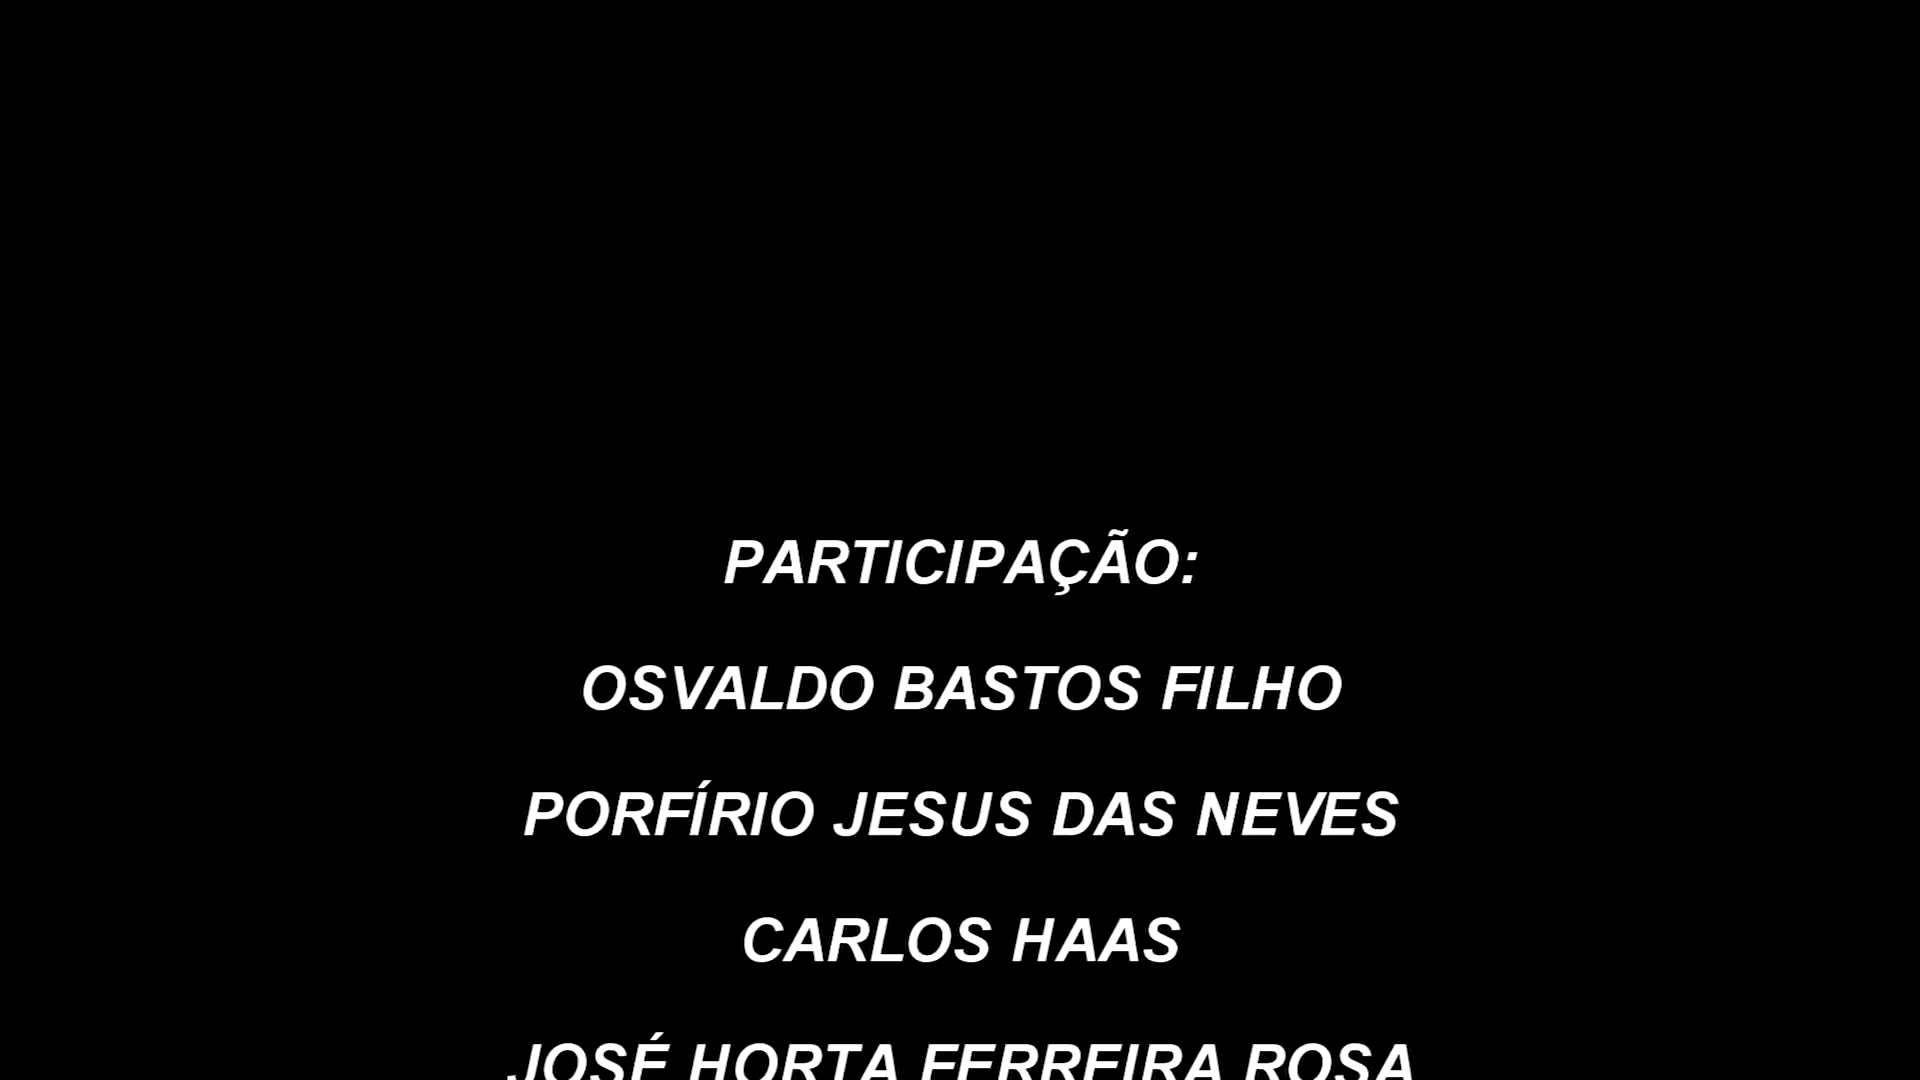 PARTICIPAÇÃO:
OSVALDO BASTOS FILHO
PORFÍRIO JESUS DAS NEVES
CARLOS HAAS
JOSÉ HORTA FERREIRA ROSA